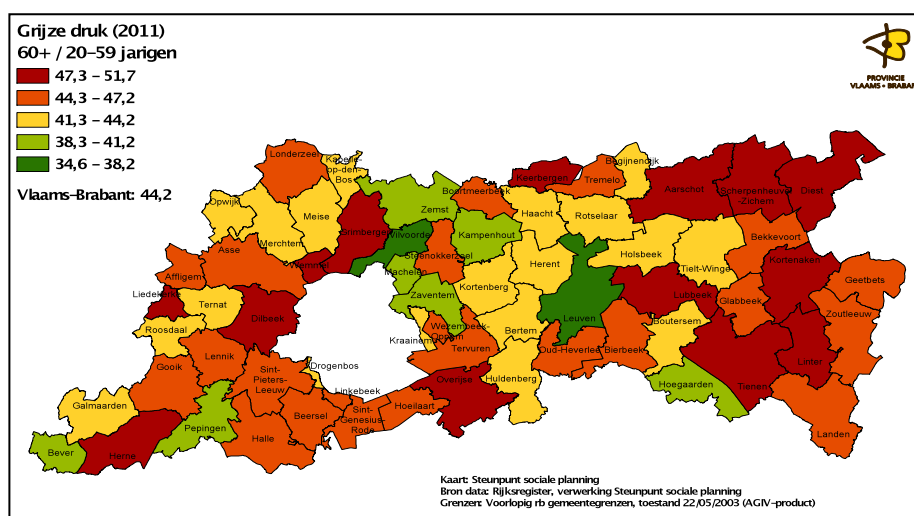 Grijze druk (2011)
60+ / 20-59 jarigen
47,3 - 51,7
44,3 - 47,2
41,3 - 44,2
38,3 - 41,2
34,6 - 38,2
Vlaams-Brabant: 44,2
PROVINCIE
VLAAMS • BRABANT
Londerzeel
Kapelle-
op-den-
Bos
Opwijk
Meise
Merchtem
Zemst
Boortmeerbeek
Keerbergen
Tremelo
Begijnendijk
Aarschot
Scherpenheuvel
-Zichem
Diest
Haacht
Rotselaar
Grimbergen
Vilvoorde
Kampenhout
Steenokkerzeel
Bekkevoort
Asse
Affligem
Wemmel
Machelen
Herent
Holsbeek
Tielt-Winge
Kortenaken
Geetbets
Liedekerke
Ternat
Dilbeek
Zaventem
Kortenberg
Leuven
Lubbeek
Glabbeek
Zoutleeuw
Roosdaal
Kraainem
Wezembeek-
Oppem
Bertem
Boutersem
Lennik
Gooik
Drogenbos
Tervuren
Oud-Heverlee
Bierbeek
Linter
Sint-
Pieters-
Leeuw
Linkebeek
Overijse
Huldenberg
Hoegaarden
Tienen
Galmaarden
Pepingen
Beersel
Sint-
Genesius-
Rode
Hoeilaart
Landen
Halle
Bever
Herne
Kaart: Steunpunt sociale planning
Bron data: Rijksregister, verwerking Steunpunt sociale planning
Grenzen: Voorlopig rb gemeentegrenzen, toestand 22/05/2003 (AGIV-product)